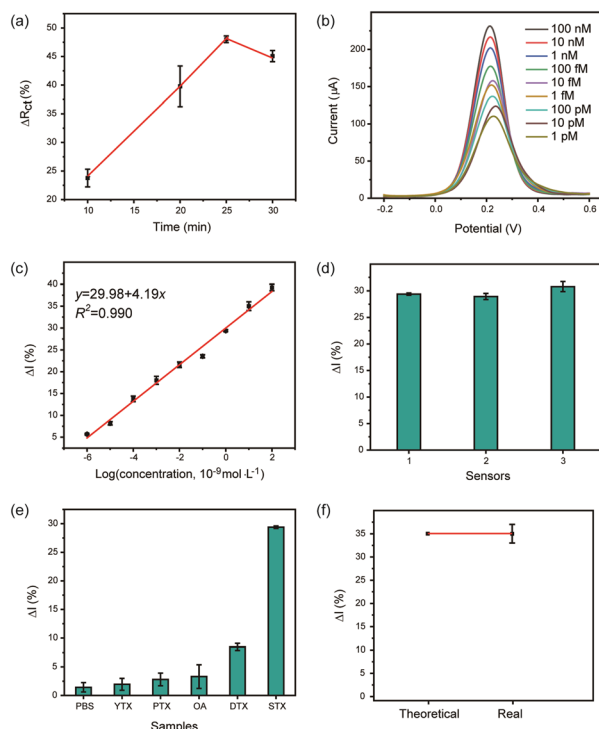 (a)
ΔRct (%)
50
45
40
35
30
25
20
10
20
25
30
Time (min)
(b)
Current (μA)
250
200
150
100
50
0
-0.2
0.0
0.2
0.4
0.6
Potential (V)
100 nM
10 nM
1 nM
100 fM
10 fM
1 fM
100 pM
10 pM
1 pM
(c)
y=29.98+4.19x
R²=0.990
ΔI (%)
40
35
30
25
20
15
10
5
-6
-5
-4
-3
-2
-1
0
1
2
Log(concentration, 10⁻⁹mol·L⁻¹)
(d)
ΔI (%)
35
30
25
20
15
10
5
0
1
2
3
Sensors
(e)
ΔI (%)
30
25
20
15
10
5
0
PBS
YTX
PTX
OA
DTX
STX
Samples
(f)
ΔI (%)
40
35
30
25
20
15
10
5
0
Theoretical
Real